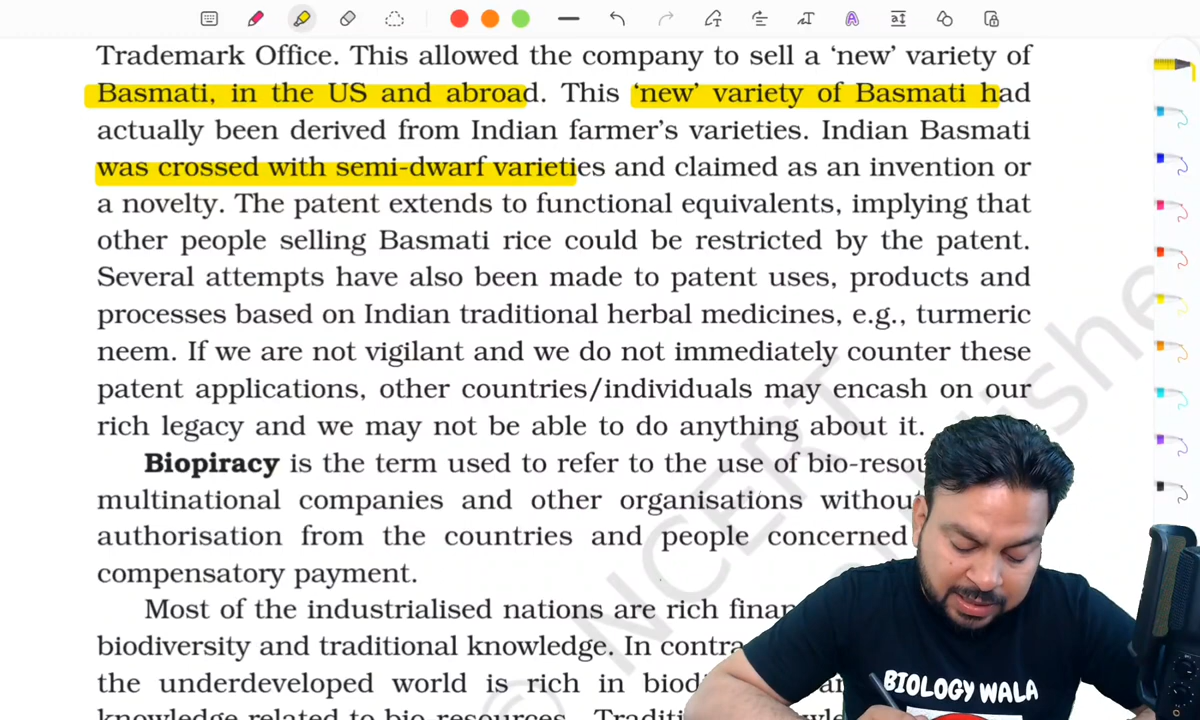 Trademark Office. This allowed the company to sell a ‘new’ variety of
Basmati, in the US and abroad. This ‘new’ variety of Basmati had
actually been derived from Indian farmer’s varieties. Indian Basmati
was crossed with semi-dwarf varieties and claimed as an invention or
a novelty. The patent extends to functional equivalents, implying that
other people selling Basmati rice could be restricted by the patent.
Several attempts have also been made to patent uses, products and
processes based on Indian traditional herbal medicines, e.g., turmeric
neem. If we are not vigilant and we do not immediately counter these
patent applications, other countries/individuals may encash on our
rich legacy and we may not be able to do anything about it.
Biopiracy is the term used to refer to the use of bio-resou
multinational companies and other organisations without
authorisation from the countries and people concerned
compensatory payment.
Most of the industrialised nations are rich finan
biodiversity and traditional knowledge. In contra
the underdeveloped world is rich in biod
knowledge related to bio-resources. Traditi
© NCERT
BIOLOGY WALA